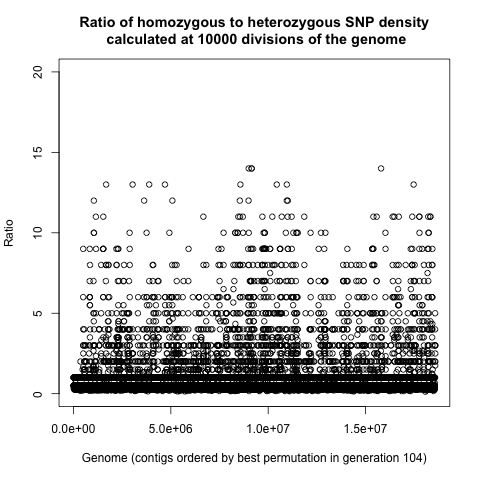 Ratio of homozygous to heterozygous SNP density
calculated at 10000 divisions of the genome
20
15
10
5
0
Ratio
0.0e+00 5.0e+06 1.0e+07 1.5e+07
Genome (contigs ordered by best permutation in generation 104)